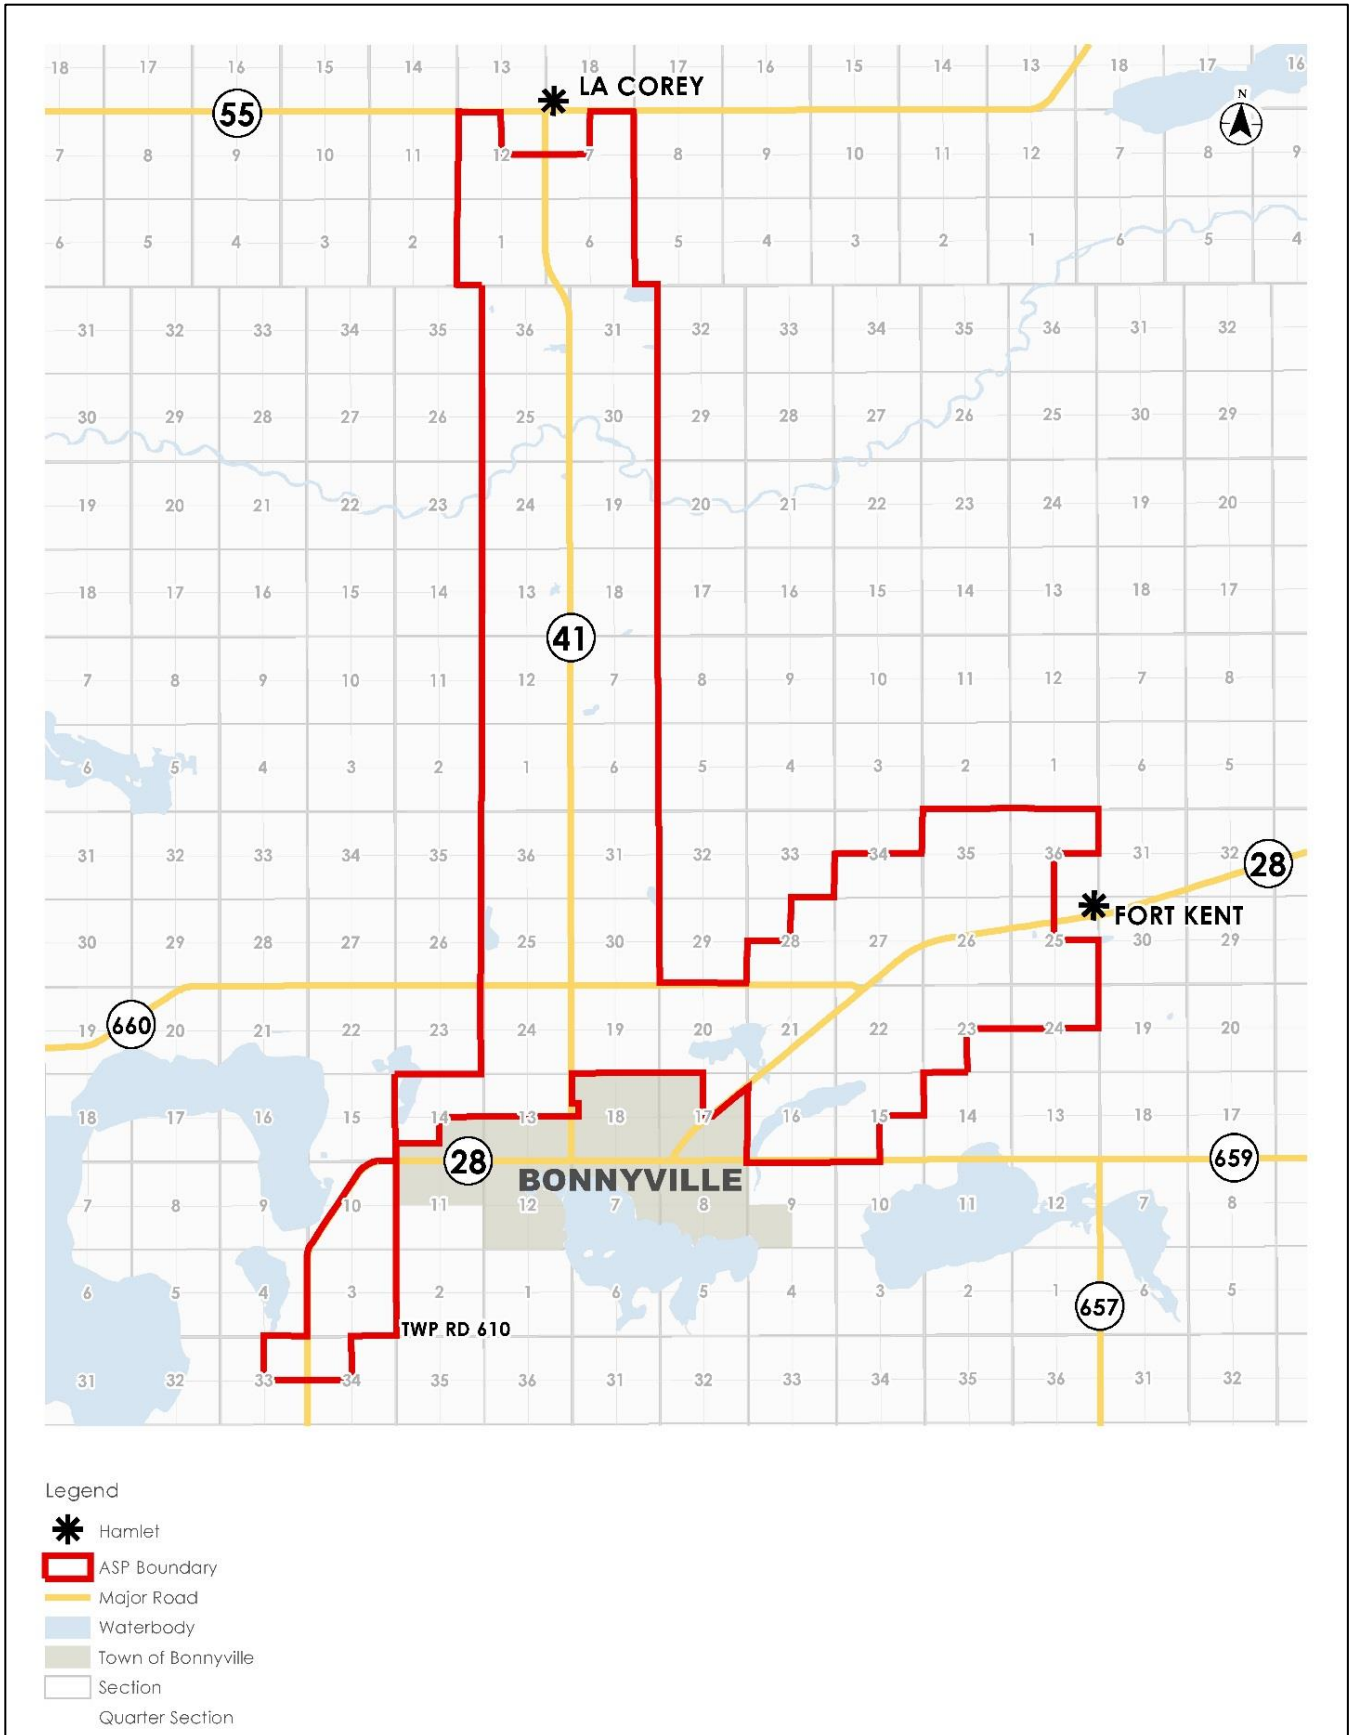 18 17 16 15 14 13 18 17 16 15 14 13 18 17 16
LA COREY
N
55
7 8 9 10 11 12 7 8 9 10 11 12 7 8 9
6 5 4 3 2 1 6 5 4 3 2 1 6 5 4
31 32 33 34 35 36 31 32 33 34 35 36 31 32
30 29 28 27 26 25 30 29 28 27 26 25 30 29
19 20 21 22 23 24 19 20 21 22 23 24 19 20
18 17 16 15 14 13 18 17 16 15 14 13 18 17
41
7 8 9 10 11 12 7 8 9 10 11 12 7 8
6 5 4 3 2 1 6 5 4 3 2 1 6 5
31 32 33 34 35 36 31 32 33 34 35 36 31 32
28
FORT KENT
30 29 28 27 26 25 30 29 28 27 26 25 30 29
660
19 20 21 22 23 24 19 20 21 22 23 24 19 20
18 17 16 15 14 13 18 17 16 15 14 13 18 17
28
659
BONNYVILLE
7 8 9 10 11 12 7 8 9 10 11 12 7 8
6 5 4 3 2 1 6 5 4 3 2 1 6 5
657
TWP RD 610
31 32 33 34 35 36 31 32 33 34 35 36 31 32
Legend
Hamlet
ASP Boundary
Major Road
Waterbody
Town of Bonnyville
Section
Quarter Section